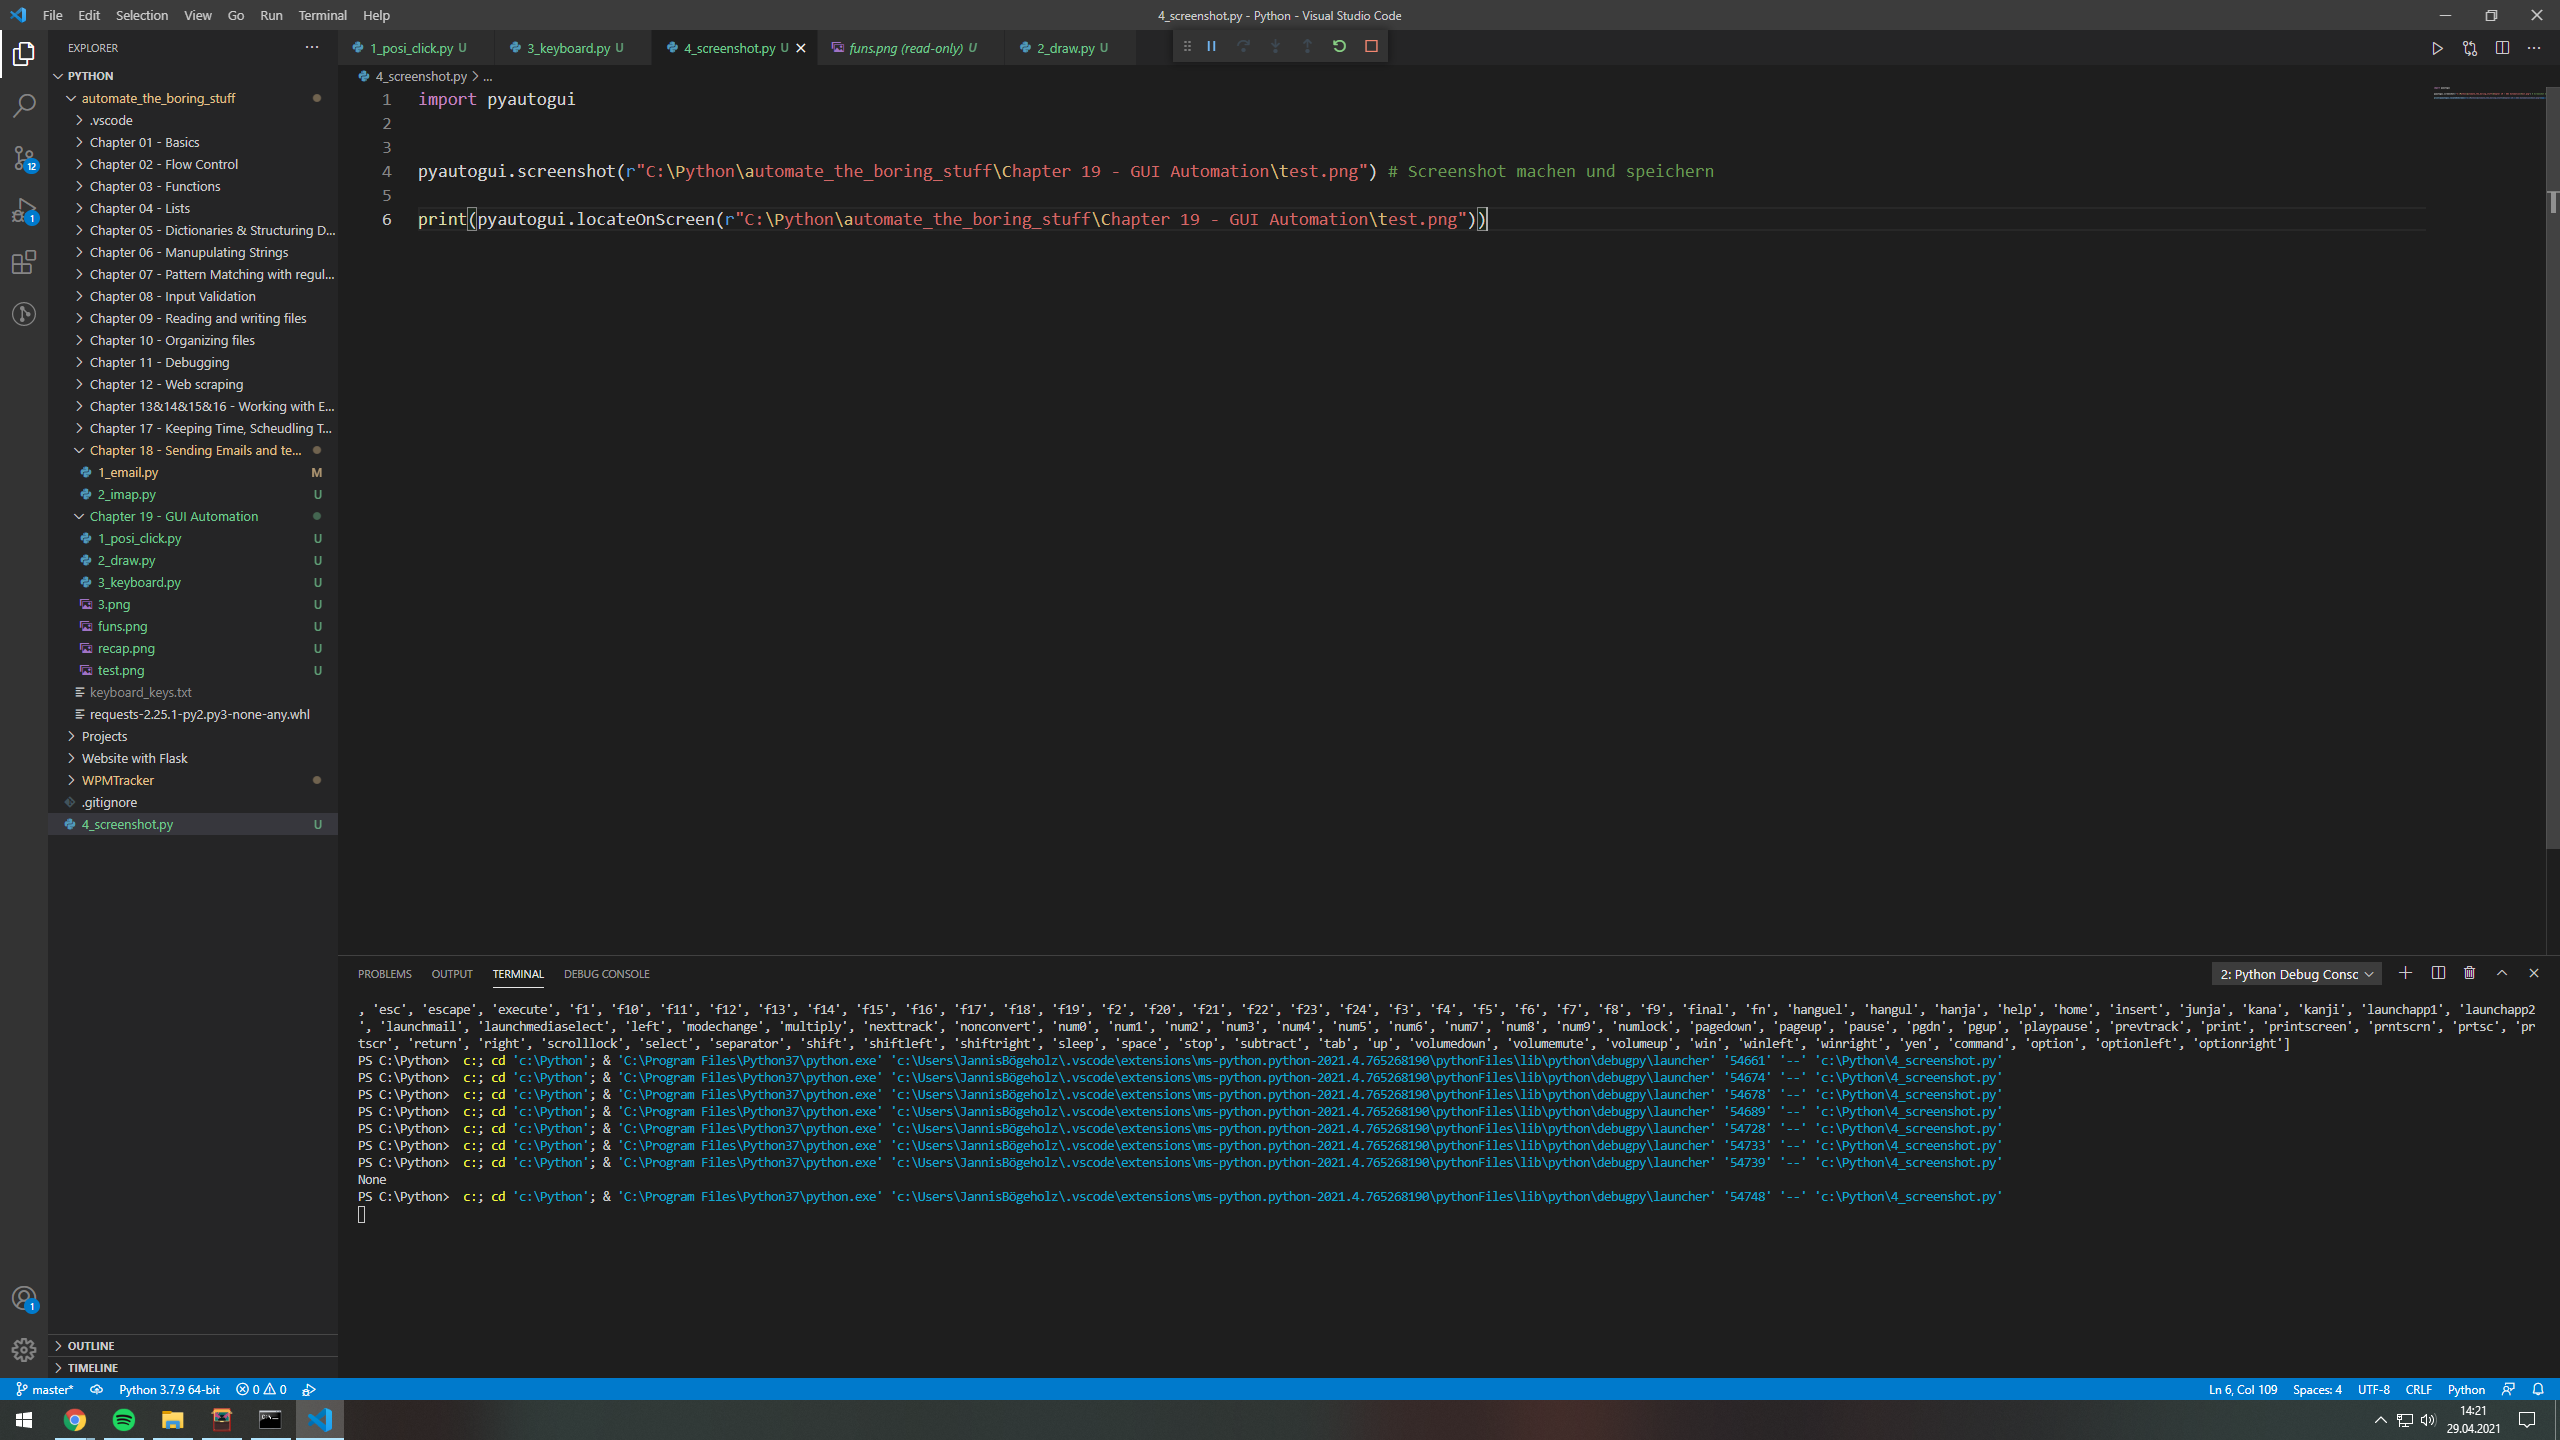 File Edit Selection View Go Run Terminal Help
4_screenshot.py - Python - Visual Studio Code
EXPLORER
PYTHON
automate_the_boring_stuff
.vscode
Chapter 01 - Basics
Chapter 02 - Flow Control
Chapter 03 - Functions
Chapter 04 - Lists
Chapter 05 - Dictionaries & Structuring D...
Chapter 06 - Manupulating Strings
Chapter 07 - Pattern Matching with regul...
Chapter 08 - Input Validation
Chapter 09 - Reading and writing files
Chapter 10 - Organizing files
Chapter 11 - Debugging
Chapter 12 - Web scraping
Chapter 13&14&15&16 - Working with E...
Chapter 17 - Keeping Time, Scheudling T...
Chapter 18 - Sending Emails and te...
1_email.py M
2_imap.py U
Chapter 19 - GUI Automation
1_posi_click.py U
2_draw.py U
3_keyboard.py U
3.png U
funs.png U
recap.png U
test.png U
keyboard_keys.txt
requests-2.25.1-py2.py3-none-any.whl
Projects
Website with Flask
WPMTracker
.gitignore
4_screenshot.py U
OUTLINE
TIMELINE
12
1
1
1_posi_click.py U 3_keyboard.py U 4_screenshot.py U funs.png (read-only) U 2_draw.py U
4_screenshot.py > ...
1 import pyautogui
2
3
4 pyautogui.screenshot(r"C:\Python\automate_the_boring_stuff\Chapter 19 - GUI Automation\test.png") # Screenshot machen und speichern
5
6 print(pyautogui.locateOnScreen(r"C:\Python\automate_the_boring_stuff\Chapter 19 - GUI Automation\test.png"))
PROBLEMS OUTPUT TERMINAL DEBUG CONSOLE 2: Python Debug Consc
, 'esc', 'escape', 'execute', 'f1', 'f10', 'f11', 'f12', 'f13', 'f14', 'f15', 'f16', 'f17', 'f18', 'f19', 'f2', 'f20', 'f21', 'f22', 'f23', 'f24', 'f3', 'f4', 'f5', 'f6', 'f7', 'f8', 'f9', 'final', 'fn', 'hanguel', 'hangul', 'hanja', 'help', 'home', 'insert', 'junja', 'kana', 'kanji', 'launchapp1', 'launchapp2
', 'launchmail', 'launchmediaselect', 'left', 'modechange', 'multiply', 'nexttrack', 'nonconvert', 'num0', 'num1', 'num2', 'num3', 'num4', 'num5', 'num6', 'num7', 'num8', 'num9', 'numlock', 'pagedown', 'pageup', 'pause', 'pgdn', 'pgup', 'playpause', 'prevtrack', 'print', 'printscreen', 'prntscrn', 'prtsc', 'pr
tscr', 'return', 'right', 'scrolllock', 'select', 'separator', 'shift', 'shiftleft', 'shiftright', 'sleep', 'space', 'stop', 'subtract', 'tab', 'up', 'volumedown', 'volumemute', 'volumeup', 'win', 'winleft', 'winright', 'yen', 'command', 'option', 'optionleft', 'optionright']
PS C:\Python> c:; cd 'c:\Python'; & 'C:\Program Files\Python37\python.exe' 'c:\Users\JannisBögeholz\.vscode\extensions\ms-python.python-2021.4.765268190\pythonFiles\lib\python\debugpy\launcher' '54661' '--' 'c:\Python\4_screenshot.py'
PS C:\Python> c:; cd 'c:\Python'; & 'C:\Program Files\Python37\python.exe' 'c:\Users\JannisBögeholz\.vscode\extensions\ms-python.python-2021.4.765268190\pythonFiles\lib\python\debugpy\launcher' '54674' '--' 'c:\Python\4_screenshot.py'
PS C:\Python> c:; cd 'c:\Python'; & 'C:\Program Files\Python37\python.exe' 'c:\Users\JannisBögeholz\.vscode\extensions\ms-python.python-2021.4.765268190\pythonFiles\lib\python\debugpy\launcher' '54678' '--' 'c:\Python\4_screenshot.py'
PS C:\Python> c:; cd 'c:\Python'; & 'C:\Program Files\Python37\python.exe' 'c:\Users\JannisBögeholz\.vscode\extensions\ms-python.python-2021.4.765268190\pythonFiles\lib\python\debugpy\launcher' '54689' '--' 'c:\Python\4_screenshot.py'
PS C:\Python> c:; cd 'c:\Python'; & 'C:\Program Files\Python37\python.exe' 'c:\Users\JannisBögeholz\.vscode\extensions\ms-python.python-2021.4.765268190\pythonFiles\lib\python\debugpy\launcher' '54728' '--' 'c:\Python\4_screenshot.py'
PS C:\Python> c:; cd 'c:\Python'; & 'C:\Program Files\Python37\python.exe' 'c:\Users\JannisBögeholz\.vscode\extensions\ms-python.python-2021.4.765268190\pythonFiles\lib\python\debugpy\launcher' '54733' '--' 'c:\Python\4_screenshot.py'
PS C:\Python> c:; cd 'c:\Python'; & 'C:\Program Files\Python37\python.exe' 'c:\Users\JannisBögeholz\.vscode\extensions\ms-python.python-2021.4.765268190\pythonFiles\lib\python\debugpy\launcher' '54739' '--' 'c:\Python\4_screenshot.py'
None
PS C:\Python> c:; cd 'c:\Python'; & 'C:\Program Files\Python37\python.exe' 'c:\Users\JannisBögeholz\.vscode\extensions\ms-python.python-2021.4.765268190\pythonFiles\lib\python\debugpy\launcher' '54748' '--' 'c:\Python\4_screenshot.py'
master* Python 3.7.9 64-bit 0 0 Ln 6, Col 109 Spaces: 4 UTF-8 CRLF Python
14:21
29.04.2021